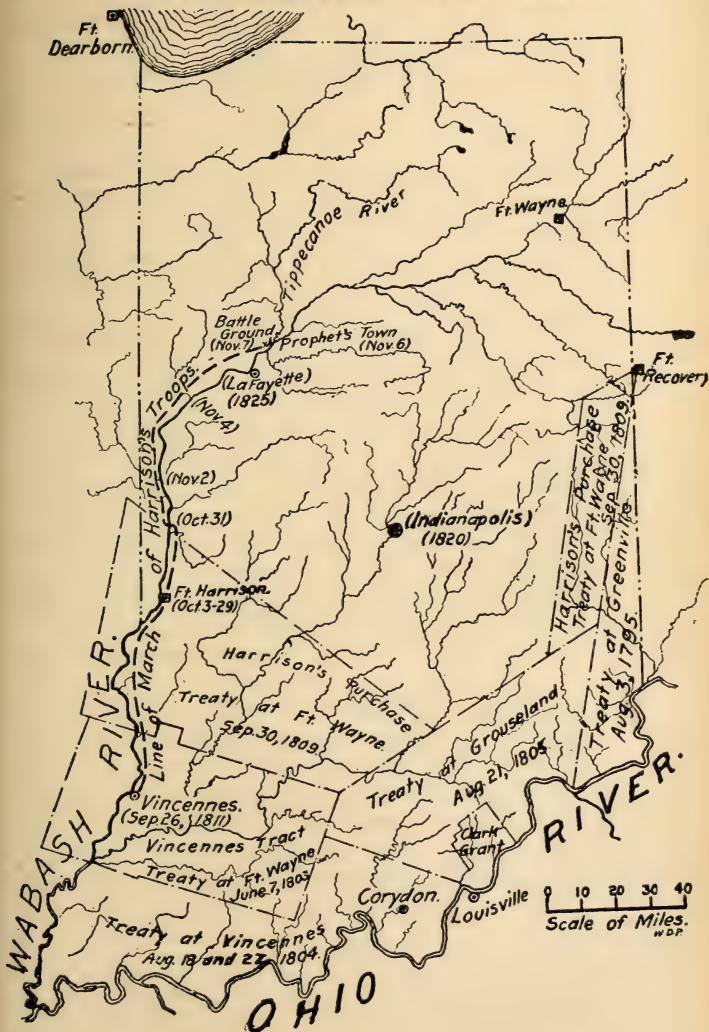 Ft.
Dearborn
Tippecanoe River
Ft. Wayne
Battle
Ground
(Nov. 7)
Prophet's Town
(Nov. 6)
(LaFayette)
(1825)
Ft.
Recovery
(Nov. 4)
(Nov. 2)
(Oct. 31)
Line of March of Harrison's Troops.
(Indianapolis)
(1820)
Harrison's Purchase
Treaty at Ft. Wayne
Sep. 30, 1809.
Treaty at Greenville
Aug. 3, 1795.
Ft. Harrison
(Oct. 3-29)
Harrison's Purchase
Treaty at Ft. Wayne.
Sep. 30, 1809.
Treaty at Grouseland
Aug. 21, 1805.
Vincennes.
(Sep. 26, 1811)
Vincennes Tract
Treaty at Ft. Wayne
June 7, 1803
Clark
Grant
Corydon.
Louisville
Treaty at Vincennes
Aug. 18 and 27, 1804.
WABASH RIVER.
OHIO RIVER.
0 10 20 30 40
Scale of Miles.
W.D.P.